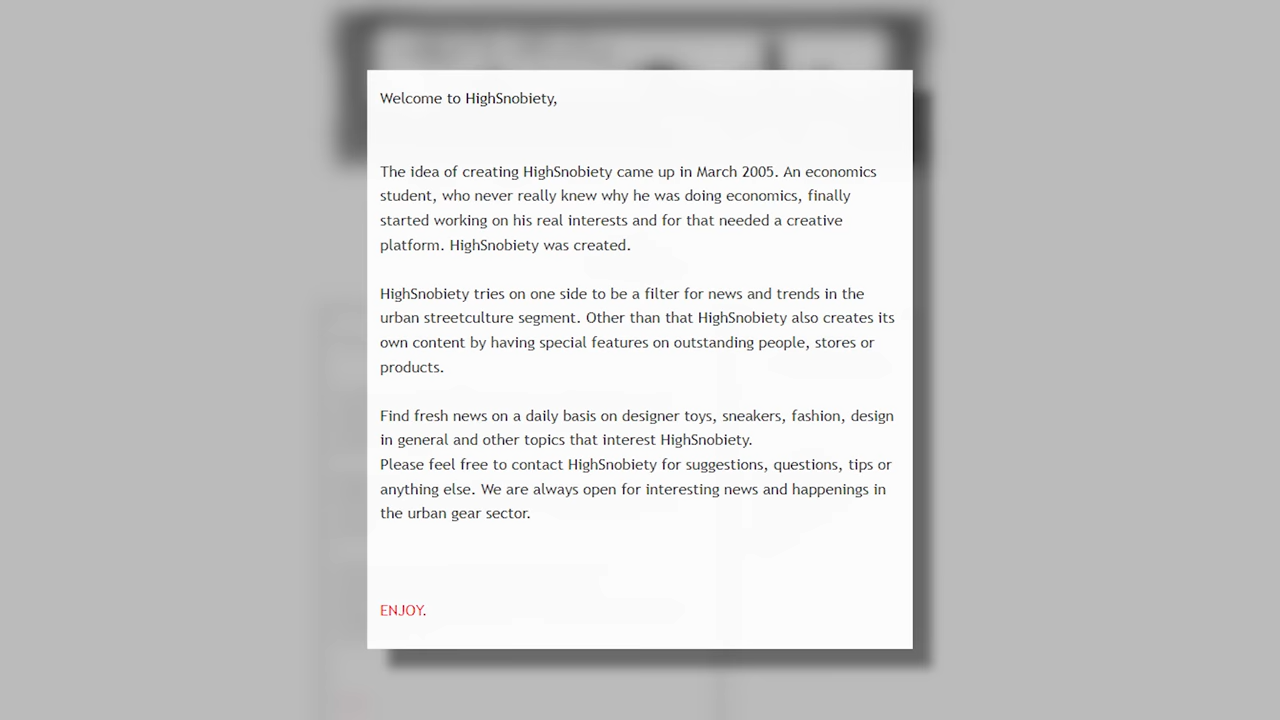 Welcome to HighSnobiety,
The idea of creating HighSnobiety came up in March 2005. An economics
student, who never really knew why he was doing economics, finally
started working on his real interests and for that needed a creative
platform. HighSnobiety was created.
HighSnobiety tries on one side to be a filter for news and trends in the
urban streetculture segment. Other than that HighSnobiety also creates its
own content by having special features on outstanding people, stores or
products.
Find fresh news on a daily basis on designer toys, sneakers, fashion, design
in general and other topics that interest HighSnobiety.
Please feel free to contact HighSnobiety for suggestions, questions, tips or
anything else. We are always open for interesting news and happenings in
the urban gear sector.
ENJOY.